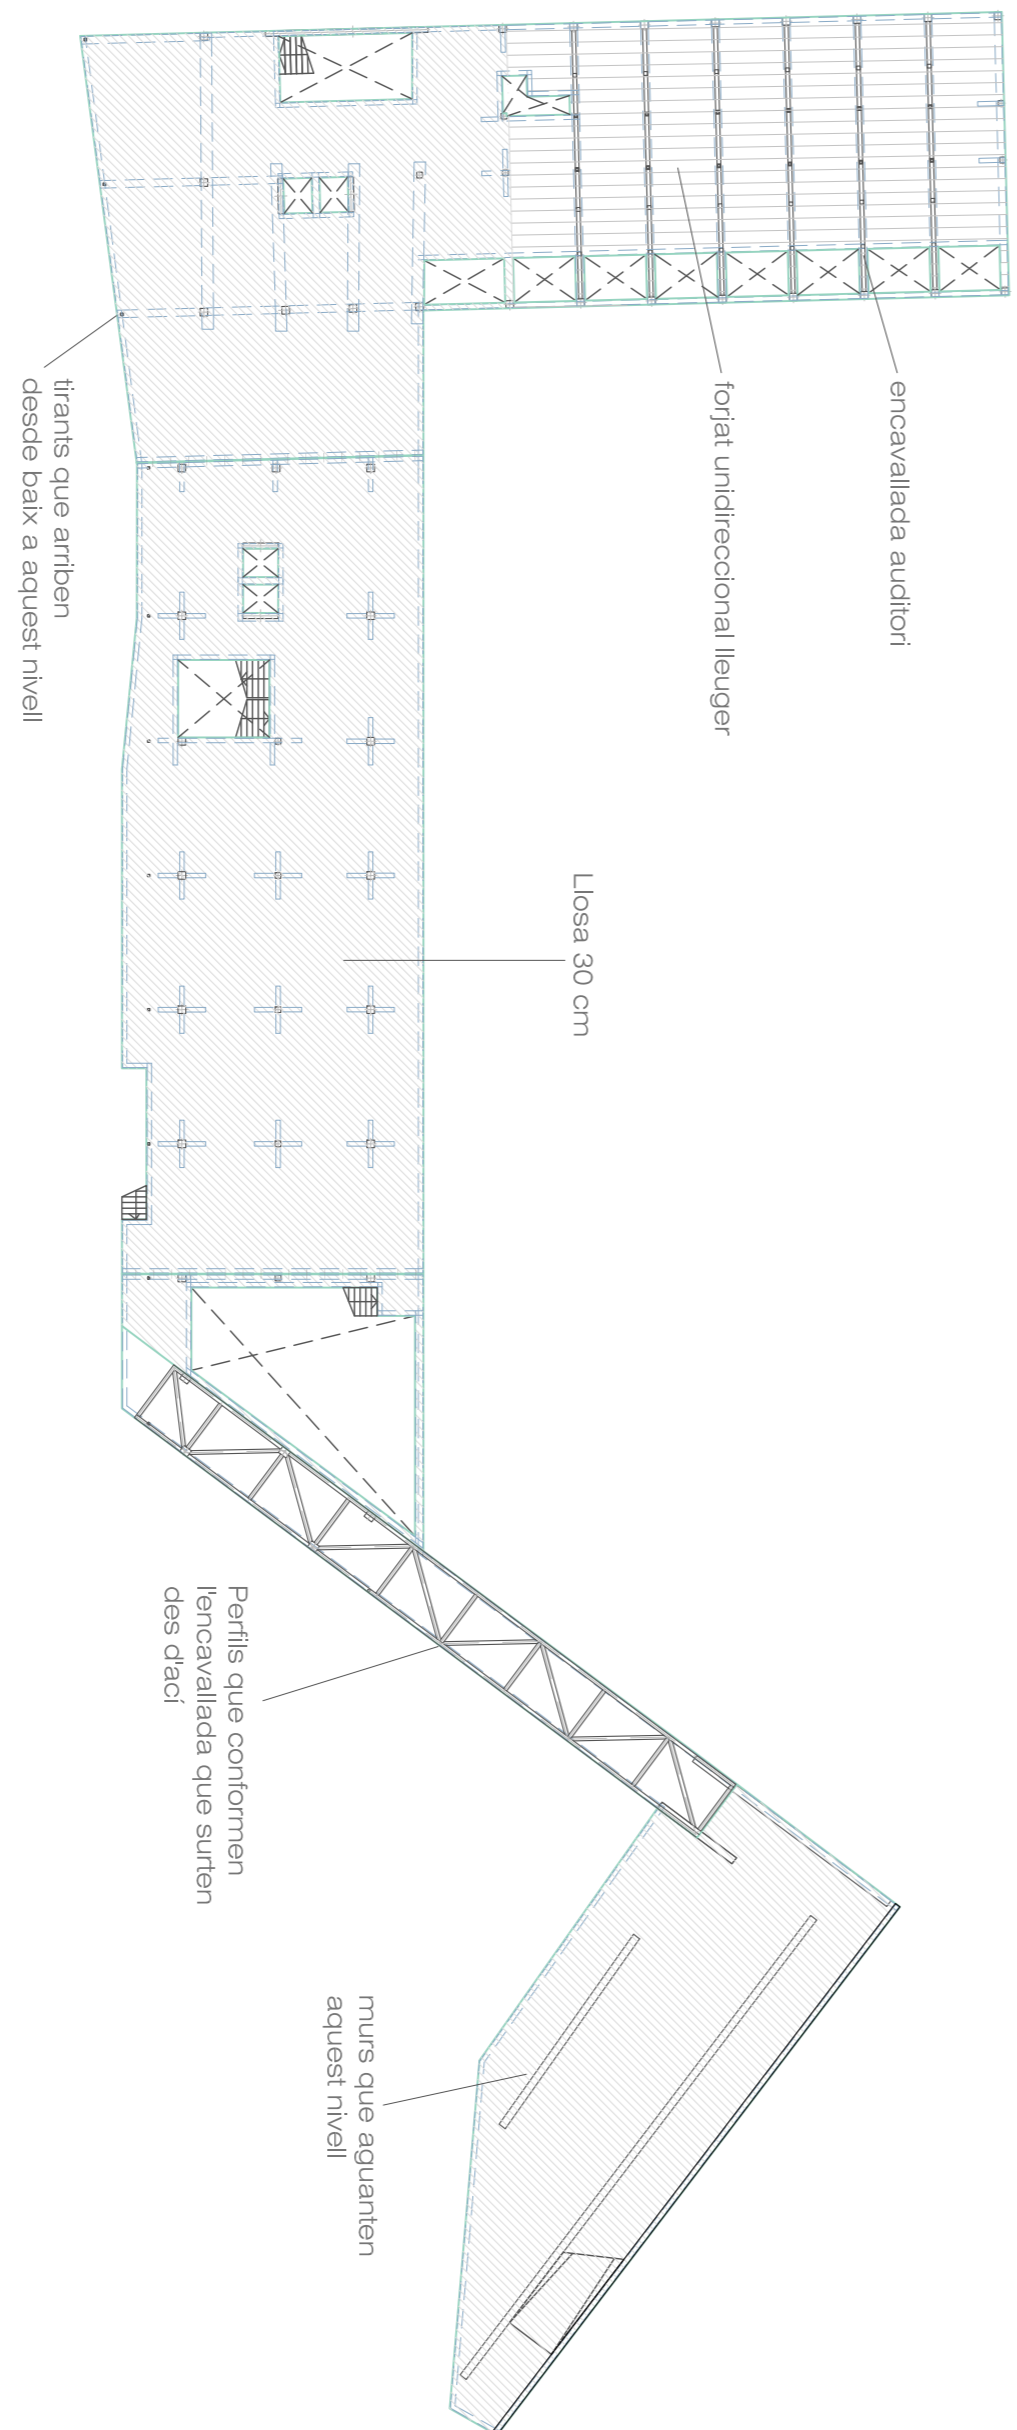 tirants que arriben
desde baix a aquest nivell
forjat unidireccional lleuger
encavallada auditori
Llosa 30 cm
Perfils que conformen
l'encavallada que surten
des d'ací
murs que aguanten
aquest nivell